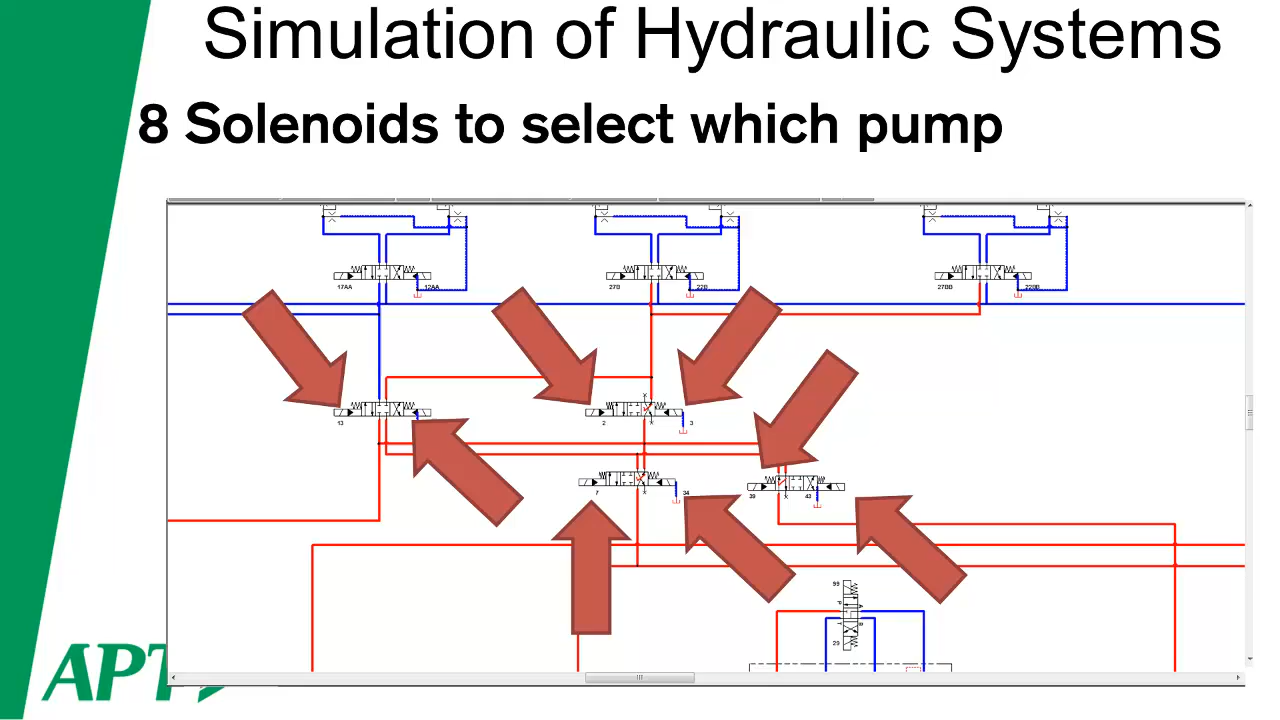 Simulation of Hydraulic Systems
8 Solenoids to select which pump
17AA 12AA 27B 22B 27BB 22BB
13 2 3
7 34 39 43
99
P A
T B
29
APT